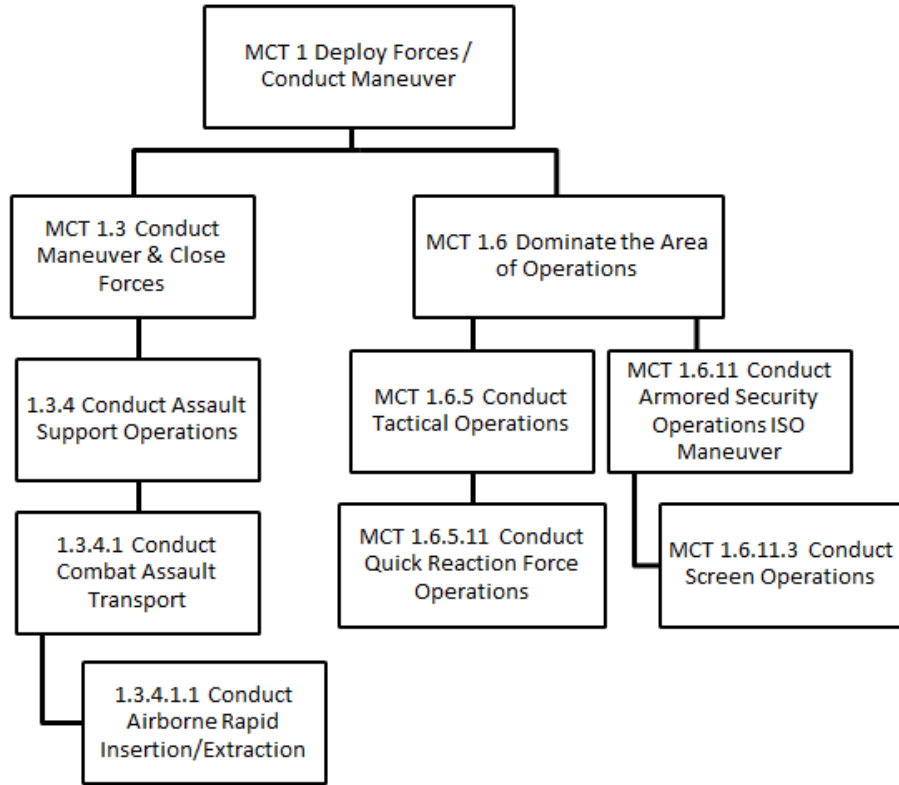 MCT 1 Deploy Forces /
Conduct Maneuver
MCT 1.3 Conduct
Maneuver & Close
Forces
MCT 1.6 Dominate the Area
of Operations
1.3.4 Conduct Assault
Support Operations
MCT 1.6.5 Conduct
Tactical Operations
MCT 1.6.11 Conduct
Armored Security
Operations ISO
Maneuver
1.3.4.1 Conduct
Combat Assault
Transport
MCT 1.6.5.11 Conduct
Quick Reaction Force
Operations
MCT 1.6.11.3 Conduct
Screen Operations
1.3.4.1.1 Conduct
Airborne Rapid
Insertion/Extraction